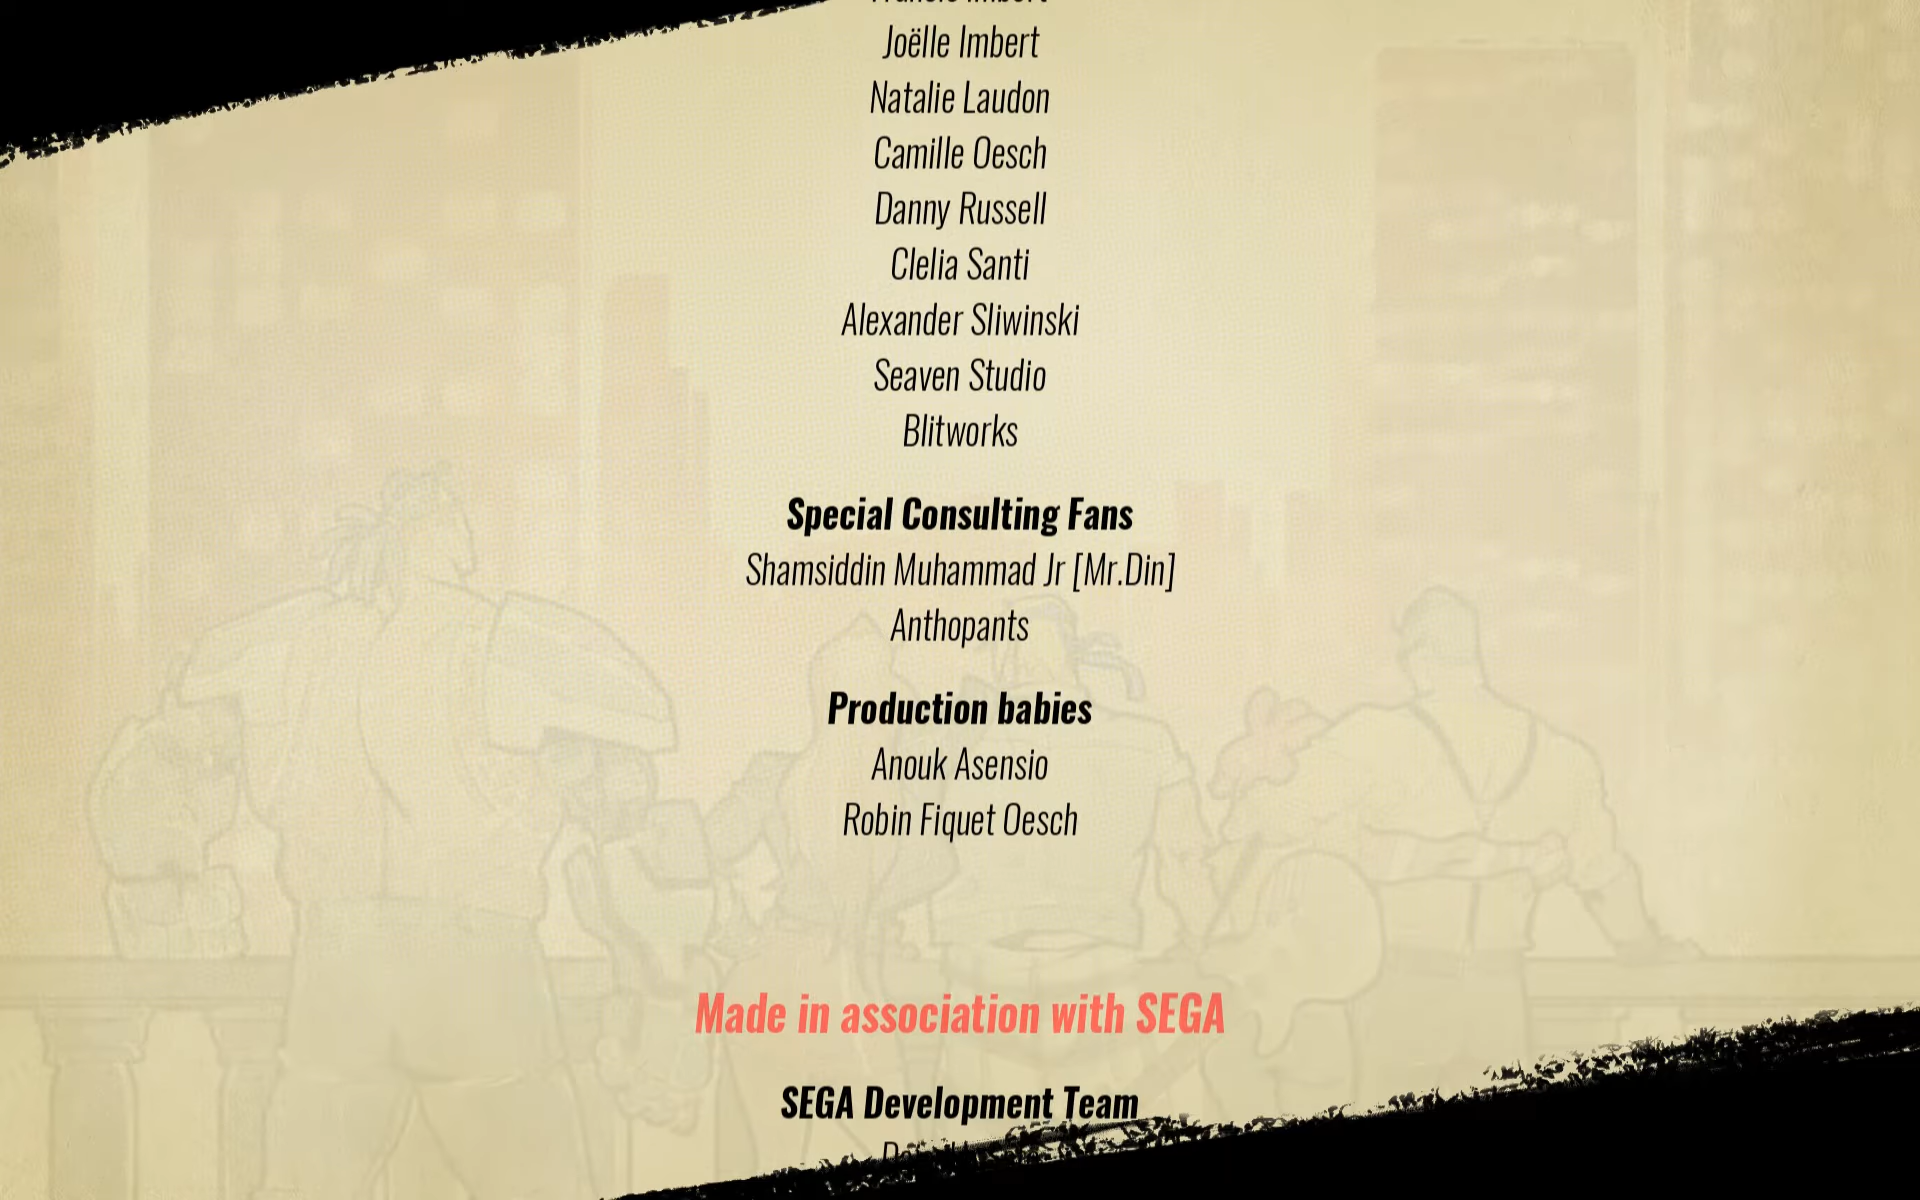 Joëlle Imbert
Natalie Laudon
Camille Oesch
Danny Russell
Clelia Santi
Alexander Sliwinski
Seaven Studio
Blitworks
Special Consulting Fans
Shamsiddin Muhammad Jr [Mr.Din]
Anthopants
Production babies
Anouk Asensio
Robin Fiquet Oesch
Made in association with SEGA
SEGA Development Team